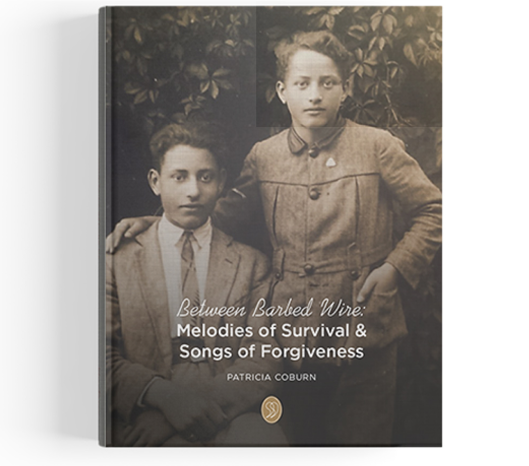 Between Barbed Wire:
Melodies of Survival &
Songs of Forgiveness
PATRICIA COBURN